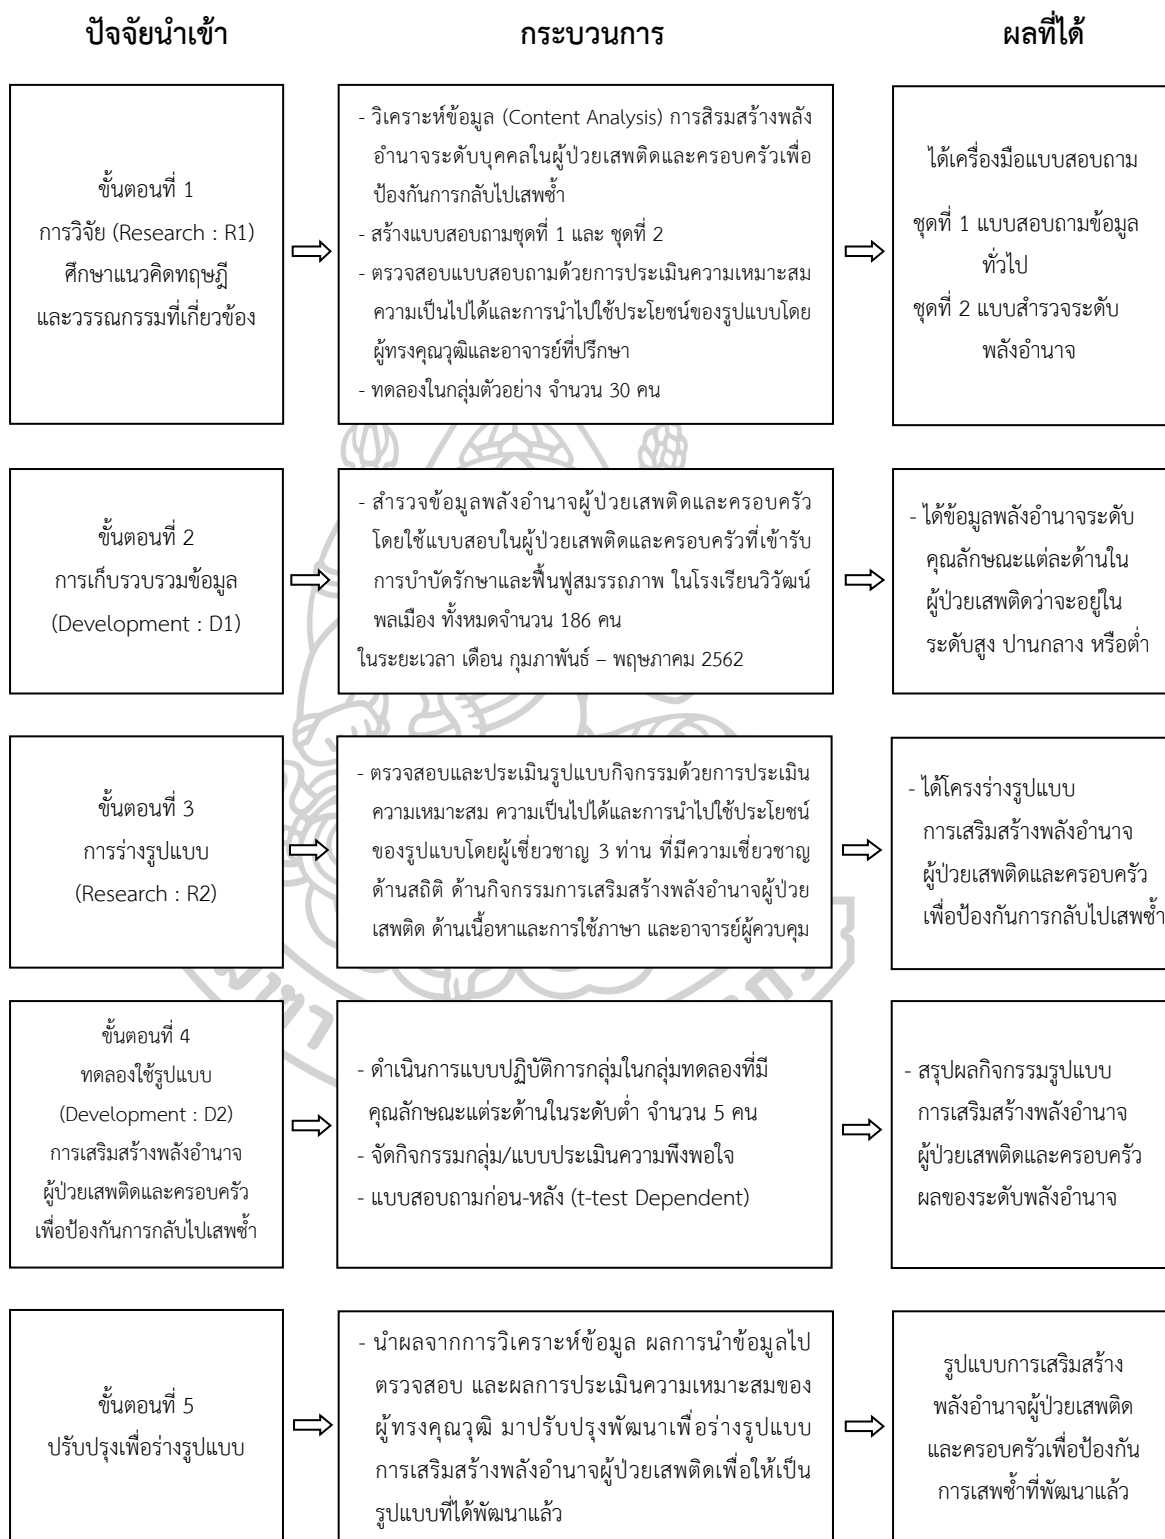 ปัจจัยนำเข้า
กระบวนการ
ผลที่ได้
ขั้นตอนที่ 1
การวิจัย (Research : R1)
ศึกษาแนวคิดทฤษฎี
และวรรณกรรมที่เกี่ยวข้อง
- วิเคราะห์ข้อมูล (Content Analysis) การสิรมสร้างพลัง
อำนาจระดับบุคคลในผู้ป่วยเสพติดและครอบครัวเพื่อ
ป้องกันการกลับไปเสพซ้ำ
- สร้างแบบสอบถามชุดที่ 1 และ ชุดที่ 2
- ตรวจสอบแบบสอบถามด้วยการประเมินความเหมาะสม
ความเป็นไปได้และการนำไปใช้ประโยชน์ของรูปแบบโดย
ผู้ทรงคุณวุฒิและอาจารย์ที่ปรึกษา
- ทดลองในกลุ่มตัวอย่าง จำนวน 30 คน
ได้เครื่องมือแบบสอบถาม
ชุดที่ 1 แบบสอบถามข้อมูล
ทั่วไป
ชุดที่ 2 แบบสำรวจระดับ
พลังอำนาจ
ขั้นตอนที่ 2
การเก็บรวบรวมข้อมูล
(Development : D1)
- สำรวจข้อมูลพลังอำนาจผู้ป่วยเสพติดและครอบครัว
โดยใช้แบบสอบในผู้ป่วยเสพติดและครอบครัวที่เข้ารับ
การบำบัดรักษาและฟื้นฟูสมรรถภาพ ในโรงเรียนวิวัฒน์
พลเมือง ทั้งหมดจำนวน 186 คน
ในระยะเวลา เดือน กุมภาพันธ์ – พฤษภาคม 2562
- ได้ข้อมูลพลังอำนาจระดับ
คุณลักษณะแต่ละด้านใน
ผู้ป่วยเสพติดว่าจะอยู่ใน
ระดับสูง ปานกลาง หรือต่ำ
ขั้นตอนที่ 3
การร่างรูปแบบ
(Research : R2)
- ตรวจสอบและประเมินรูปแบบกิจกรรมด้วยการประเมิน
ความเหมาะสม ความเป็นไปได้และการนำไปใช้ประโยชน์
ของรูปแบบโดยผู้เชี่ยวชาญ 3 ท่าน ที่มีความเชี่ยวชาญ
ด้านสถิติ ด้านกิจกรรมการเสริมสร้างพลังอำนาจผู้ป่วย
เสพติด ด้านเนื้อหาและการใช้ภาษา และอาจารย์ผู้ควบคุม
- ได้โครงร่างรูปแบบ
การเสริมสร้างพลังอำนาจ
ผู้ป่วยเสพติดและครอบครัว
เพื่อป้องกันการกลับไปเสพซ้ำ
ขั้นตอนที่ 4
ทดลองใช้รูปแบบ
(Development : D2)
การเสริมสร้างพลังอำนาจ
ผู้ป่วยเสพติดและครอบครัว
เพื่อป้องกันการกลับไปเสพซ้ำ
- ดำเนินการแบบปฏิบัติการกลุ่มในกลุ่มทดลองที่มี
คุณลักษณะแต่ระด้านในระดับต่ำ จำนวน 5 คน
- จัดกิจกรรมกลุ่ม/แบบประเมินความพึงพอใจ
- แบบสอบถามก่อน-หลัง (t-test Dependent)
- สรุปผลกิจกรรมรูปแบบ
การเสริมสร้างพลังอำนาจ
ผู้ป่วยเสพติดและครอบครัว
ผลของระดับพลังอำนาจ
ขั้นตอนที่ 5
ปรับปรุงเพื่อร่างรูปแบบ
- นำผลจากการวิเคราะห์ข้อมูล ผลการนำข้อมูลไป
ตรวจสอบ และผลการประเมินความเหมาะสมของ
ผู้ทรงคุณวุฒิ มาปรับปรุงพัฒนาเพื่อร่างรูปแบบ
การเสริมสร้างพลังอำนาจผู้ป่วยเสพติดเพื่อให้เป็น
รูปแบบที่ได้พัฒนาแล้ว
รูปแบบการเสริมสร้าง
พลังอำนาจผู้ป่วยเสพติด
และครอบครัวเพื่อป้องกัน
การเสพซ้ำที่พัฒนาแล้ว